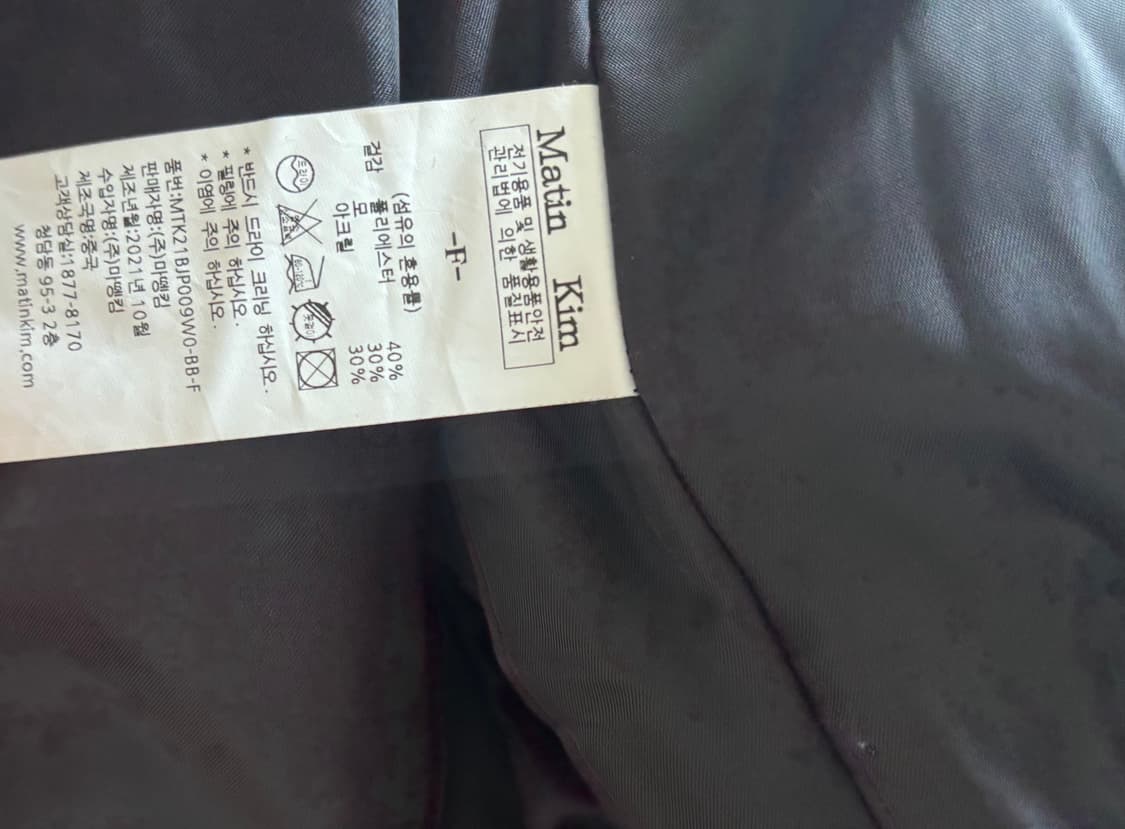 Matin Kim
전기용품 및 생활용품안전
관리법에 의한 품질표시
-F-
(섬유의 혼용률)
겉감 폴리에스터 40%
모 30%
아크릴 30%
드라이
* 반드시 드라이 크리닝 하십시오.
* 필링에 주의 하십시오.
* 이염에 주의 하십시오.
품번:MTK21BJP009W0-BB-F
판매자명:(주)마땡킴
제조년월:2021년 10월
수입자명:(주)마땡킴
제조국명:중국
고객상담실:1877-8170
청담동 95-3 2층
www.matinkim.com